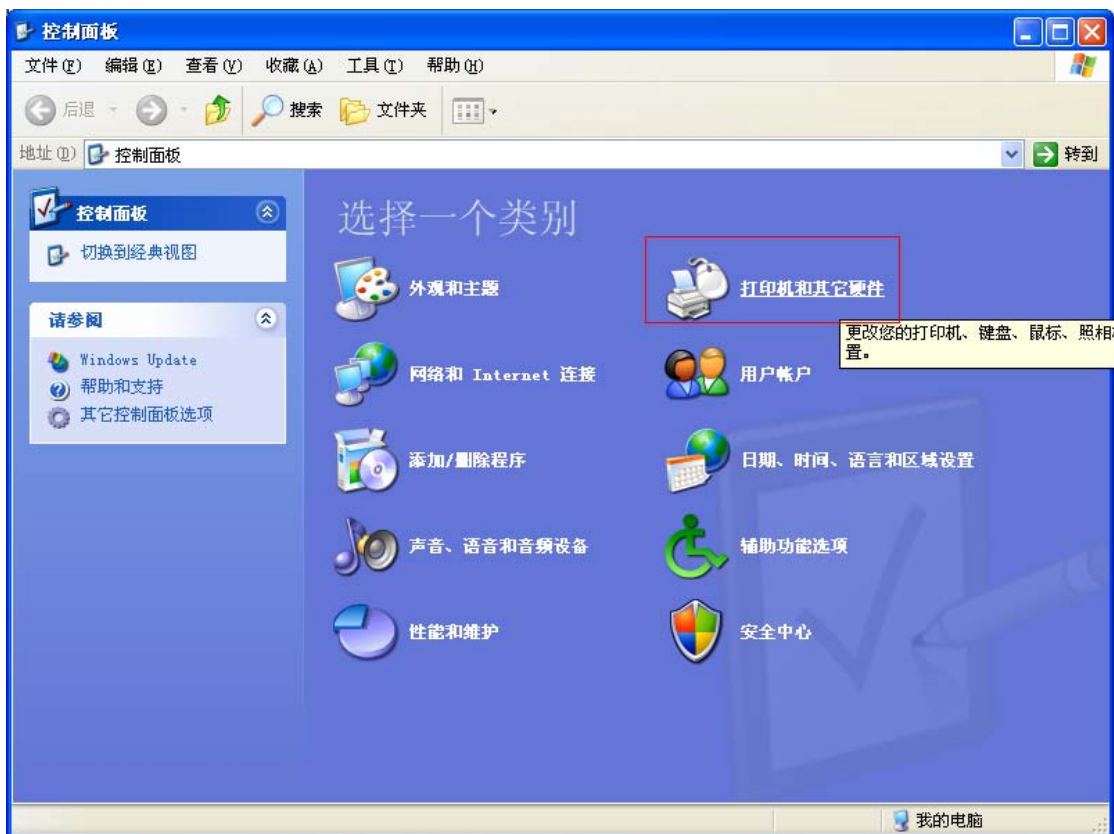 控制面板
文件(F) 编辑(E) 查看(V) 收藏(A) 工具(T) 帮助(H)
后退 搜索 文件夹
地址(D) 控制面板 转到
控制面板
切换到经典视图
请参阅
Windows Update
帮助和支持
其它控制面板选项
选择一个类别
外观和主题
打印机和其它硬件
更改您的打印机、键盘、鼠标、照相
置。
网络和 Internet 连接
用户帐户
添加/删除程序
日期、时间、语言和区域设置
声音、语音和音频设备
辅助功能选项
性能和维护
安全中心
我的电脑